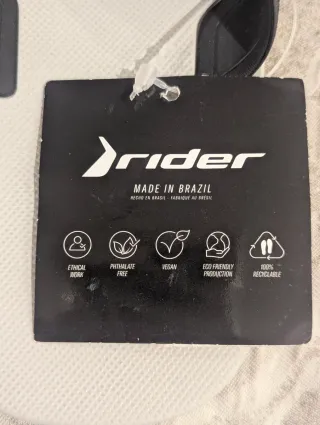 rider
MADE IN BRAZIL
HECHO EN BRASIL - FABRIQUÉ AU BRÉSIL
ETHICAL WORK
PHTHALATE FREE
VEGAN
ECO FRIENDLY PRODUCTION
100% RECYCLABLE